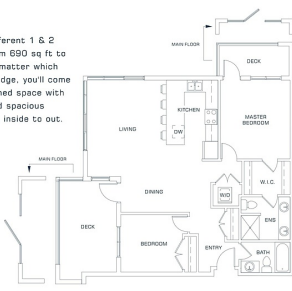 ferent 1 & 2
m 690 sq ft to
matter which
dge, you'll come
ned space with
d spacious
inside to out.
MAIN FLOOR
DECK
KITCHEN
LIVING
DW
MASTER
BEDROOM
MAIN FLOOR
W.I.C.
DINING
W/D
ENS
DECK
BEDROOM
ENTRY
BATH